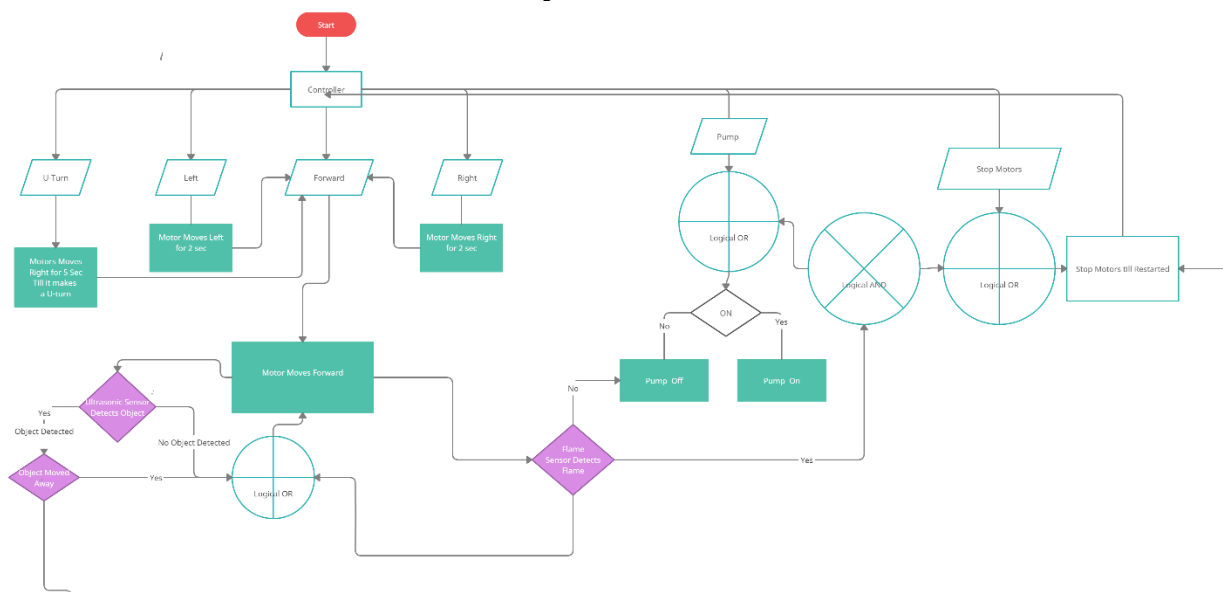 Start
Controller
Pump
U-Turn
Left
Forward
Right
Stop Motors
Motor Moves Left
for 2 sec
Motor Moves Right
for 2 sec
Logical OR
Motors Moves
Right for 5 Sec
Till it makes
a U-turn
Logical AND
Logical OR
Stop Motors till Restarted
ON
No
Yes
Motor Moves Forward
Pump Off
Pump On
No
Ultrasonic Sensor
Detects Object
Yes
Object Detected
No Object Detected
Flame
Sensor Detects
Flame
Yes
Object Moved
Away
Yes
Logical OR